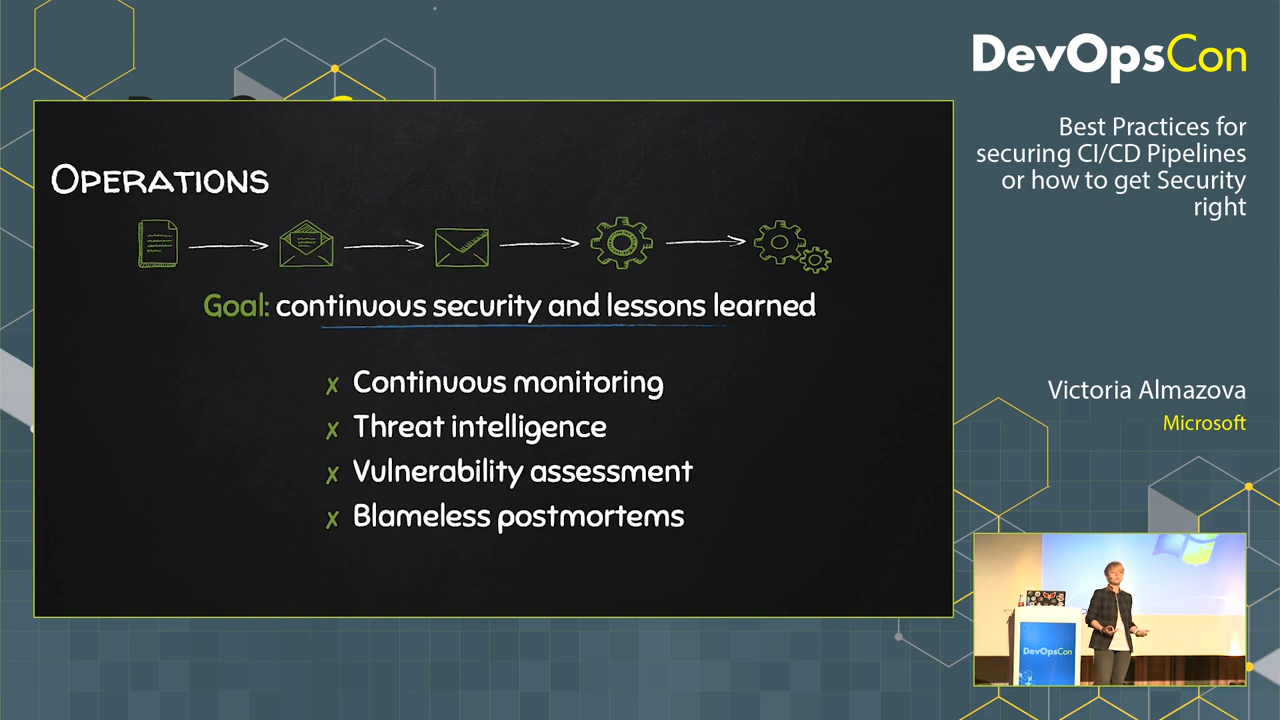 DevOpsCon
Best Practices for
securing CI/CD Pipelines
or how to get Security
right
OPERATIONS
Goal: continuous security and lessons learned
x Continuous monitoring
x Threat intelligence
x Vulnerability assessment
x Blameless postmortems
Victoria Almazova
Microsoft
DevOpsCon